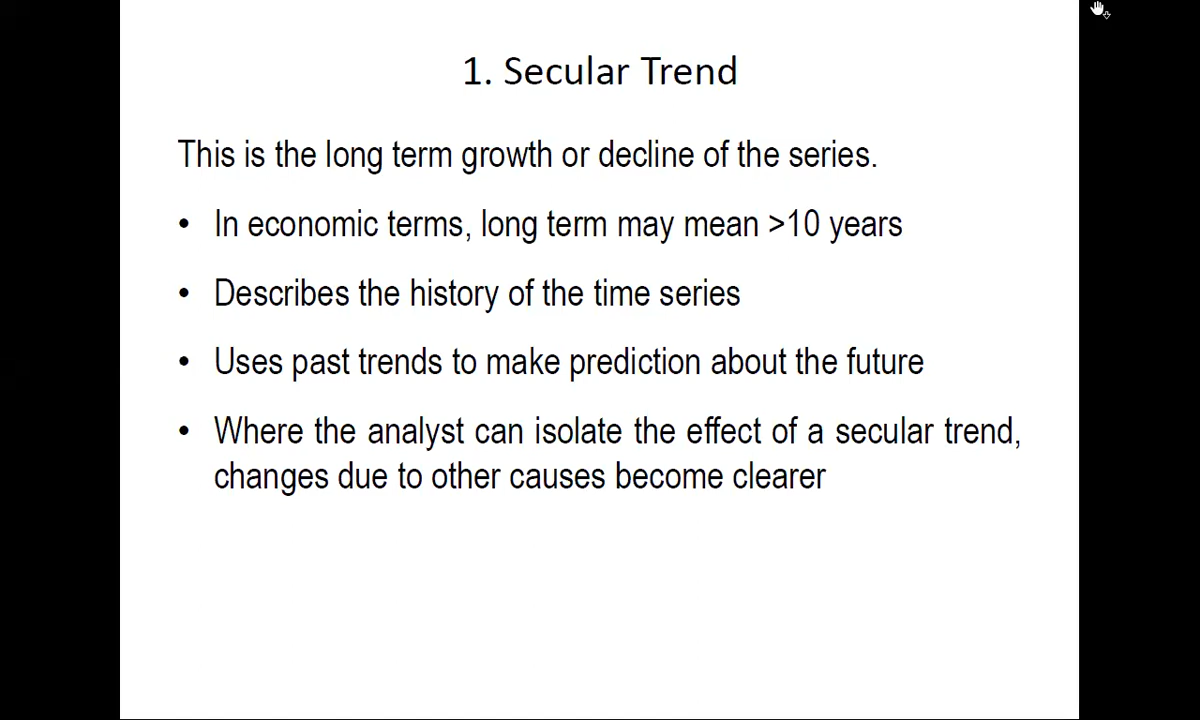 1. Secular Trend
This is the long term growth or decline of the series.
• In economic terms, long term may mean >10 years
• Describes the history of the time series
• Uses past trends to make prediction about the future
• Where the analyst can isolate the effect of a secular trend,
changes due to other causes become clearer